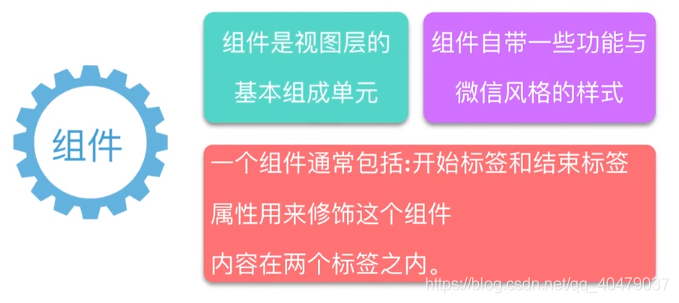 组件
组件是视图层的
基本组成单元
组件自带一些功能与
微信风格的样式
一个组件通常包括:开始标签和结束标签
属性用来修饰这个组件
内容在两个标签之内。
https://blog.csdn.net/qq_40479037